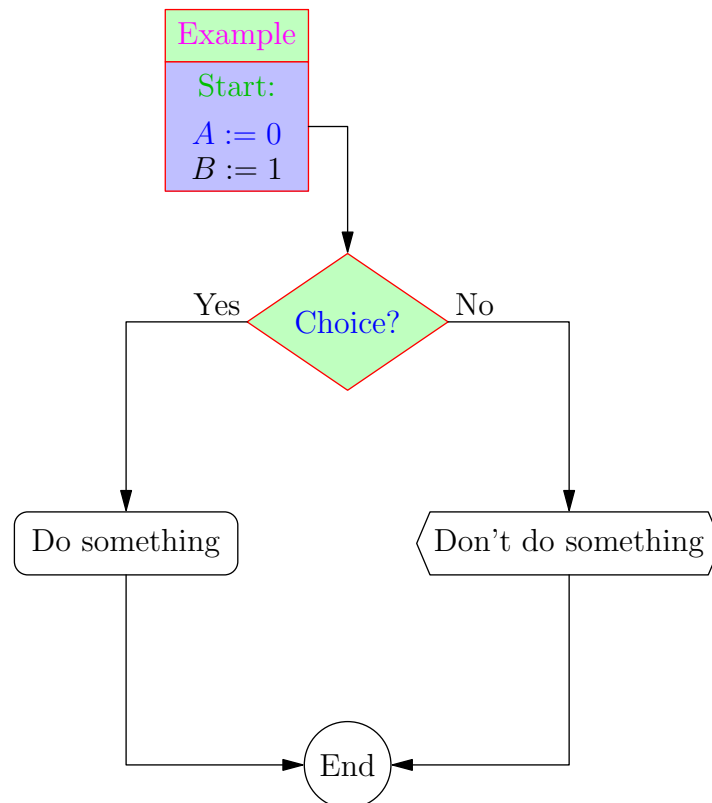 Example
Start:
A := 0
B := 1
Yes
Choice?
No
Do something
Don't do something
End